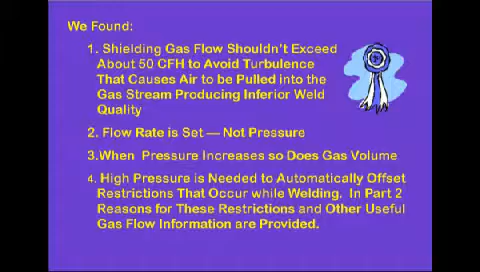 We Found:
1. Shielding Gas Flow Shouldn't Exceed
About 50 CFH to Avoid Turbulence
That Causes Air to be Pulled into the
Gas Stream Producing Inferior Weld
Quality
2. Flow Rate is Set — Not Pressure
3.When Pressure Increases so Does Gas Volume
4. High Pressure is Needed to Automatically Offset
Restrictions That Occur while Welding. In Part 2
Reasons for These Restrictions and Other Useful
Gas Flow Information are Provided.